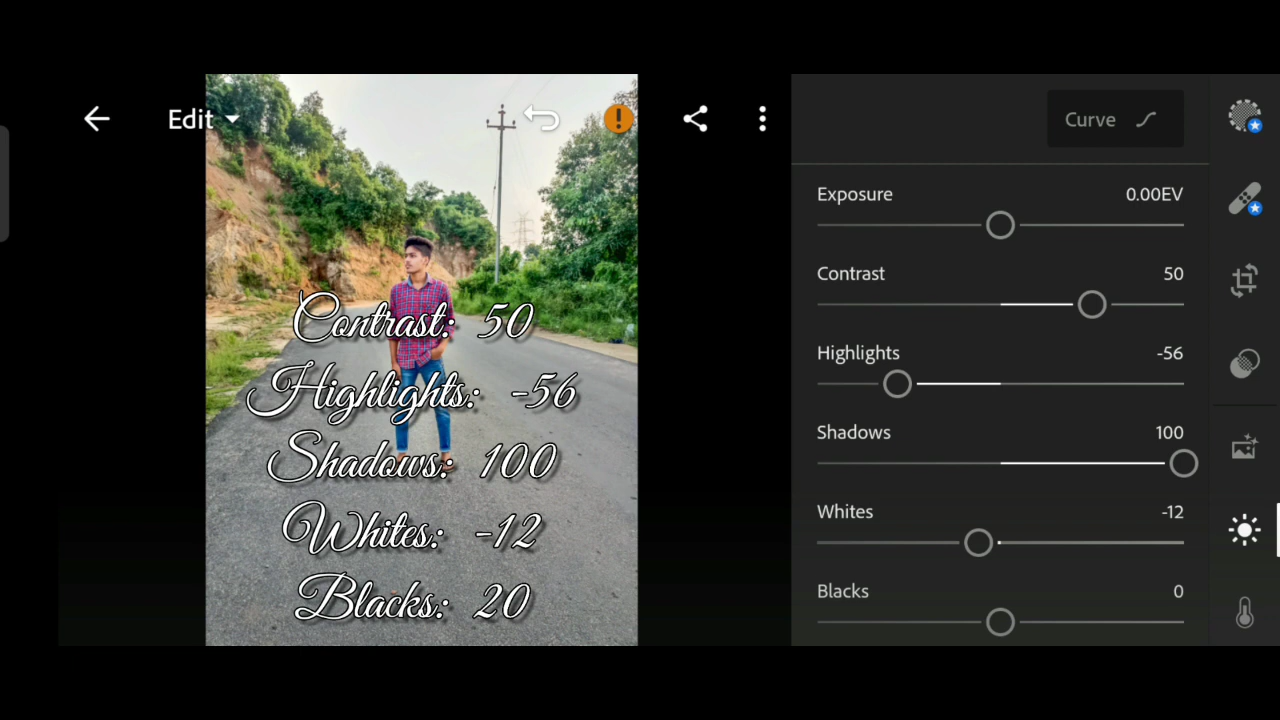 Edit
Curve
Exposure 0.00EV
Contrast 50
Highlights -56
Shadows 100
Whites -12
Blacks 0
Contrast: 50
Highlights: -56
Shadows: 100
Whites: -12
Blacks: 20